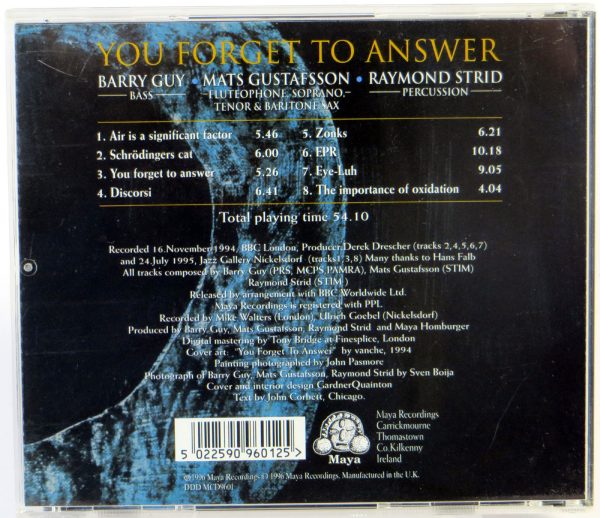 YOU FORGET TO ANSWER
BARRY GUY • MATS GUSTAFSSON • RAYMOND STRID
BASS FLUTEOPHONE, SOPRANO, PERCUSSION
TENOR & BARITONE SAX
1. Air is a significant factor 5.46 5. Zonks 6.21
2. Schrödingers cat 6.00 6. EPR 10.18
3. You forget to answer 5.26 7. Eye-Luh 9.05
4. Discorsi 6.41 8. The importance of oxidation 4.04
Total playing time 54.10
Recorded 16.November 1994, BBC London, Producer.Derek Drescher (tracks 2,4,5,6,7)
and 24.July 1995, Jazz Gallery Nickelsdorf (tracks1,3,8) Many thanks to Hans Falb
All tracks composed by Barry Guy (PRS, MCPS PAMRA), Mats Gustafsson (STIM)
Raymond Strid (STIM )
Released by arrangement with BBC Worldwide Ltd.
Maya Recordings is registered with PPL
Recorded by Mike Walters (London), Ulrich Goebel (Nickelsdorf)
Produced by Barry Guy, Mats Gustafsson, Raymond Strid and Maya Homburger
Digital mastering by Tony Bridge at Finesplice, London
Cover art: "You Forget To Answer" by vanche, 1994
Painting photographed by John Pasmore
Photograph of Barry Guy, Mats Gustafsson, Raymond Strid by Sven Boija
Cover and interior design GardnerQuainton
Text by John Corbett, Chicago.
5 022590 960125 >
Maya
Maya Recordings
Carrickmourne
Thomastown
Co.Kilkenny
Ireland
℗1996 Maya Recordings © 1996 Maya Recordings. Manufactured in the U.K.
DDD MCD9601